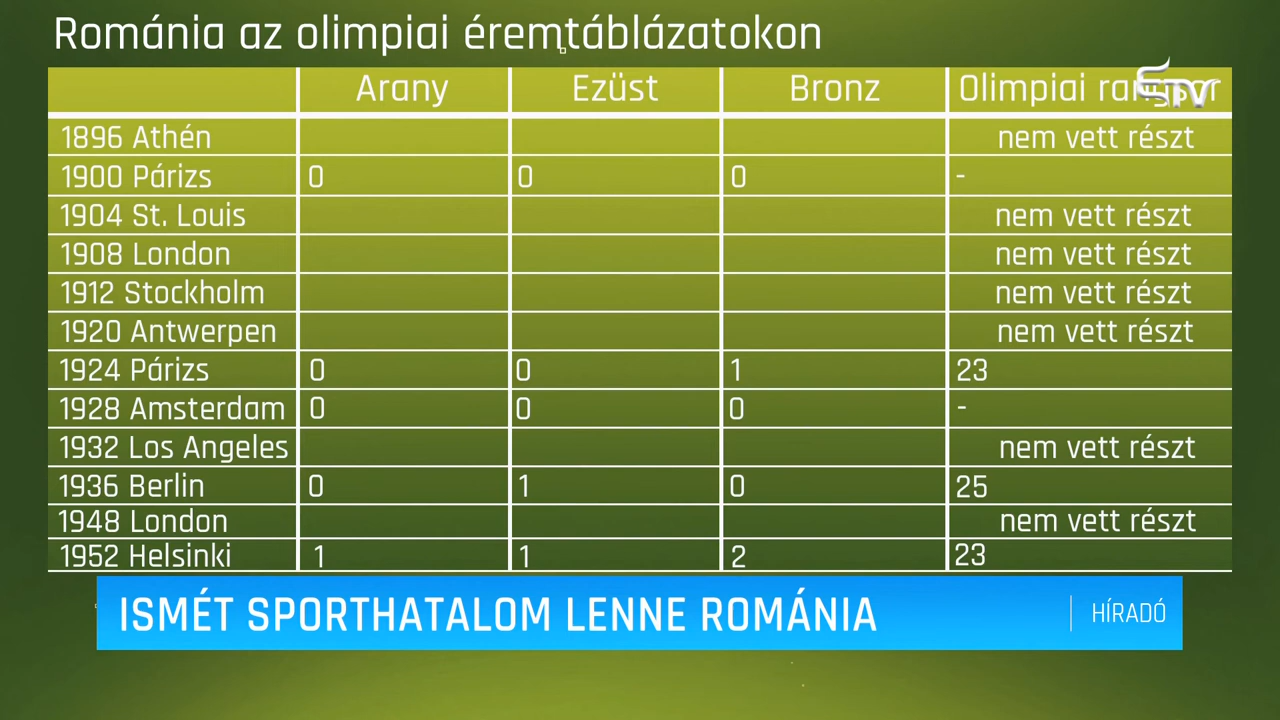 Románia az olimpiai éremtáblázatokon
Arany Ezüst Bronz Olimpiai rangsor
1896 Athén nem vett részt
1900 Párizs 0 0 0 -
1904 St. Louis nem vett részt
1908 London nem vett részt
1912 Stockholm nem vett részt
1920 Antwerpen nem vett részt
1924 Párizs 0 0 1 23
1928 Amsterdam 0 0 0 -
1932 Los Angeles nem vett részt
1936 Berlin 0 1 0 25
1948 London nem vett részt
1952 Helsinki 1 1 2 23
ISMÉT SPORTHATALOM LENNE ROMÁNIA HÍRADÓ